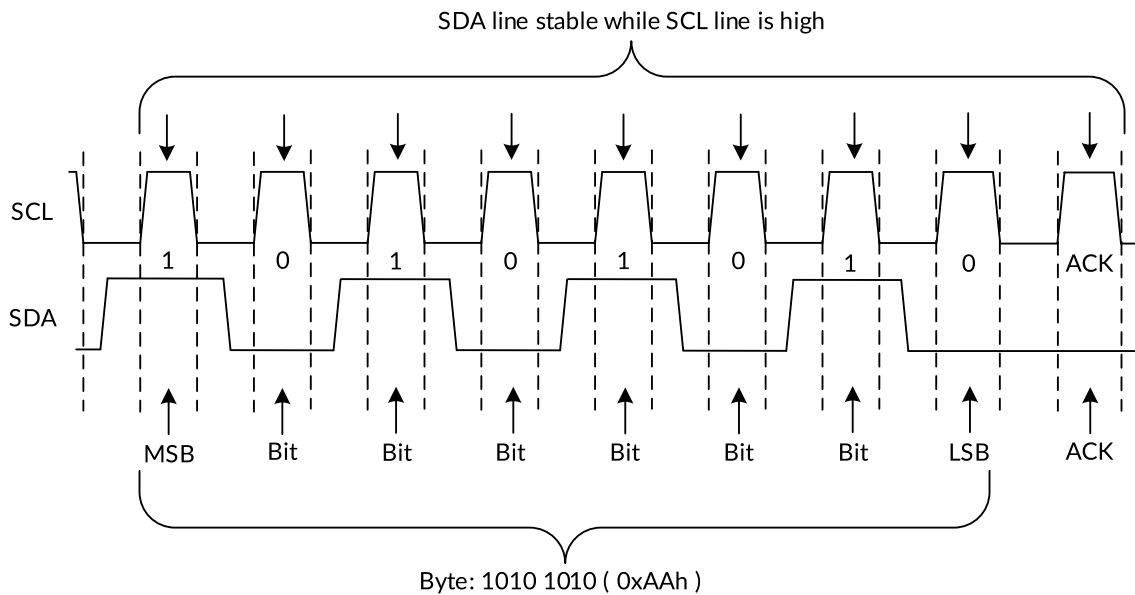 SDA line stable while SCL line is high
SCL
1 0 1 0 1 0 1 0 ACK
SDA
MSB Bit Bit Bit Bit Bit Bit LSB ACK
Byte: 1010 1010 ( 0xAAh )